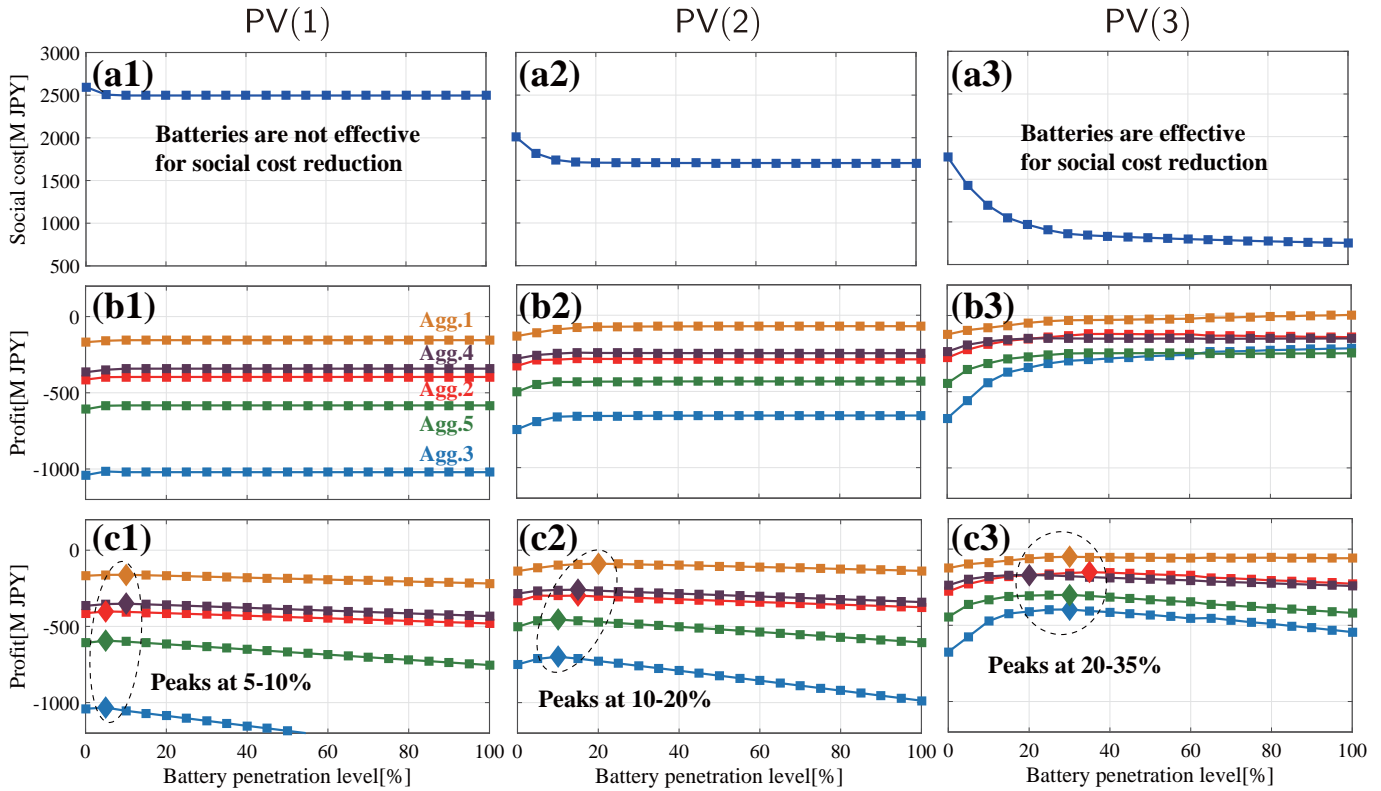 PV(1) PV(2) PV(3)
3000
2500
2000
1500
1000
500
Social cost[M JPY]
(a1)
Batteries are not effective
for social cost reduction
(a2)
(a3)
Batteries are effective
for social cost reduction
0
-500
-1000
Profit[M JPY]
(b1)
Agg.1
Agg.4
Agg.2
Agg.5
Agg.3
(b2)
(b3)
0
-500
-1000
Profit[M JPY]
(c1)
Peaks at 5-10%
(c2)
Peaks at 10-20%
(c3)
Peaks at 20-35%
0 20 40 60 80 100
0 20 40 60 80 100
0 20 40 60 80 100
Battery penetration level[%]
Battery penetration level[%]
Battery penetration level[%]